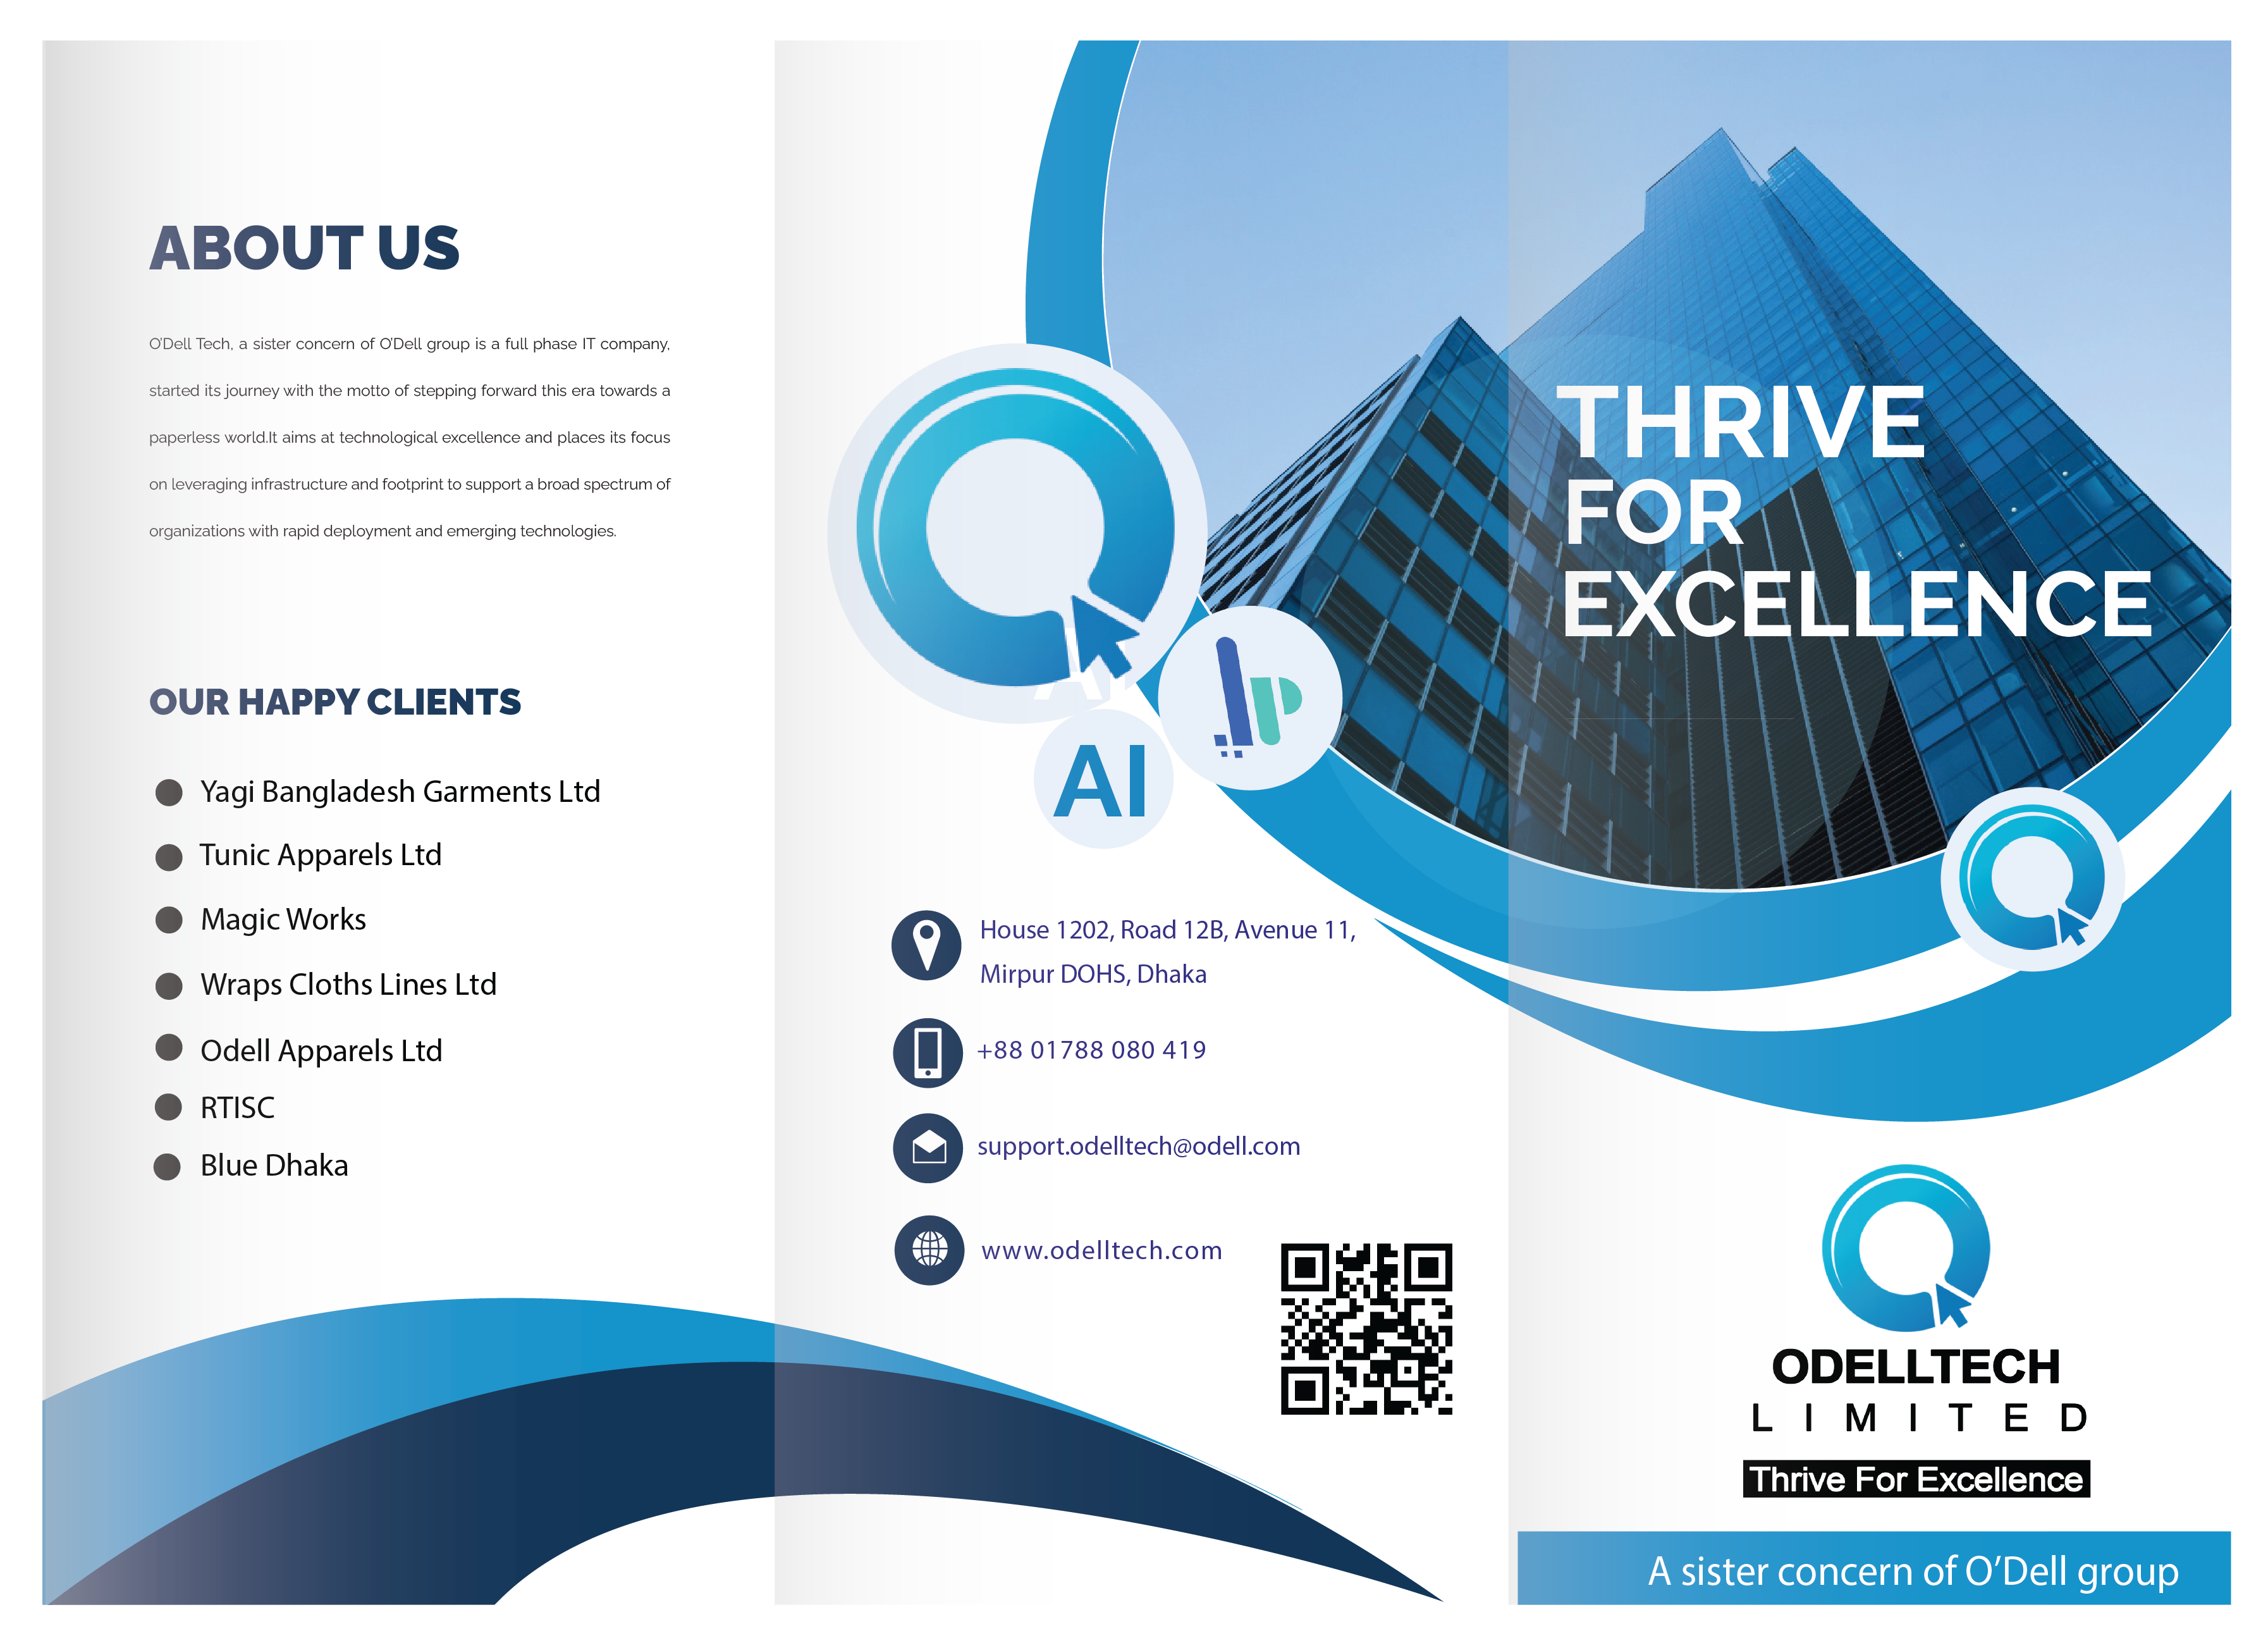 ABOUT US
O'Dell Tech, a sister concern of O'Dell group is a full phase IT company,
started its journey with the motto of stepping forward this era towards a
paperless world.It aims at technological excellence and places its focus
on leveraging infrastructure and footprint to support a broad spectrum of
organizations with rapid deployment and emerging technologies.
OUR HAPPY CLIENTS
Yagi Bangladesh Garments Ltd
Tunic Apparels Ltd
Magic Works
Wraps Cloths Lines Ltd
Odell Apparels Ltd
RTISC
Blue Dhaka
AI
AI
House 1202, Road 12B, Avenue 11,
Mirpur DOHS, Dhaka
+88 01788 080 419
support.odelltech@odell.com
www.odelltech.com
THRIVE
FOR
EXCELLENCE
ODELLTECH
LIMITED
Thrive For Excellence
A sister concern of O'Dell group